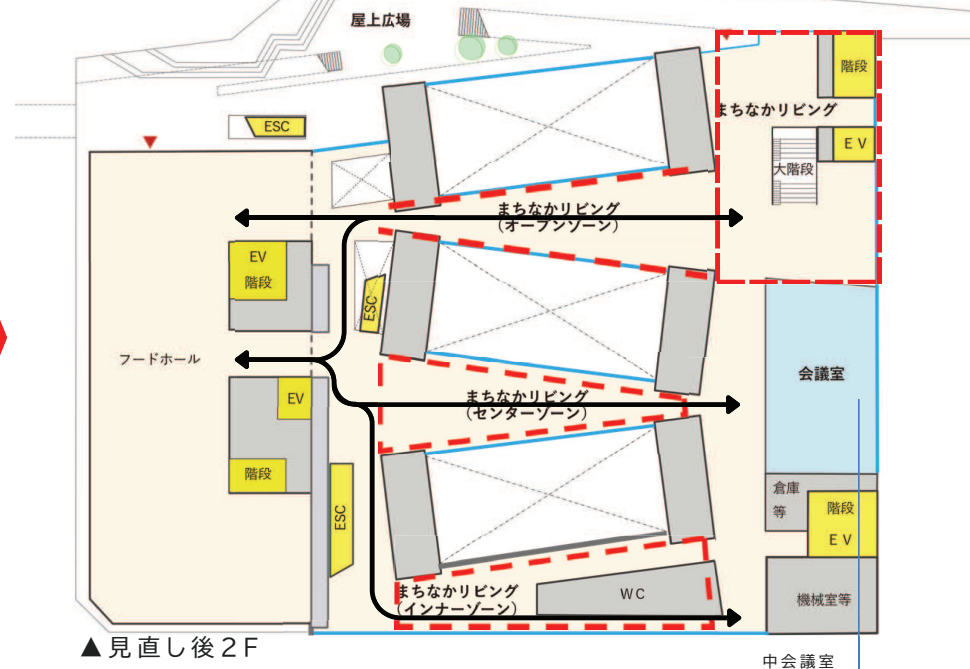 屋上広場
ESC
階段
まちなかリビング
EV
大階段
まちなかリビング
(オープンゾーン)
EV
階段
ESC
フードホール
会議室
EV
まちなかリビング
(センターゾーン)
階段
ESC
倉庫
等
階段
EV
まちなかリビング
(インナーゾーン)
WC
機械室等
▲見直し後2F
中会議室